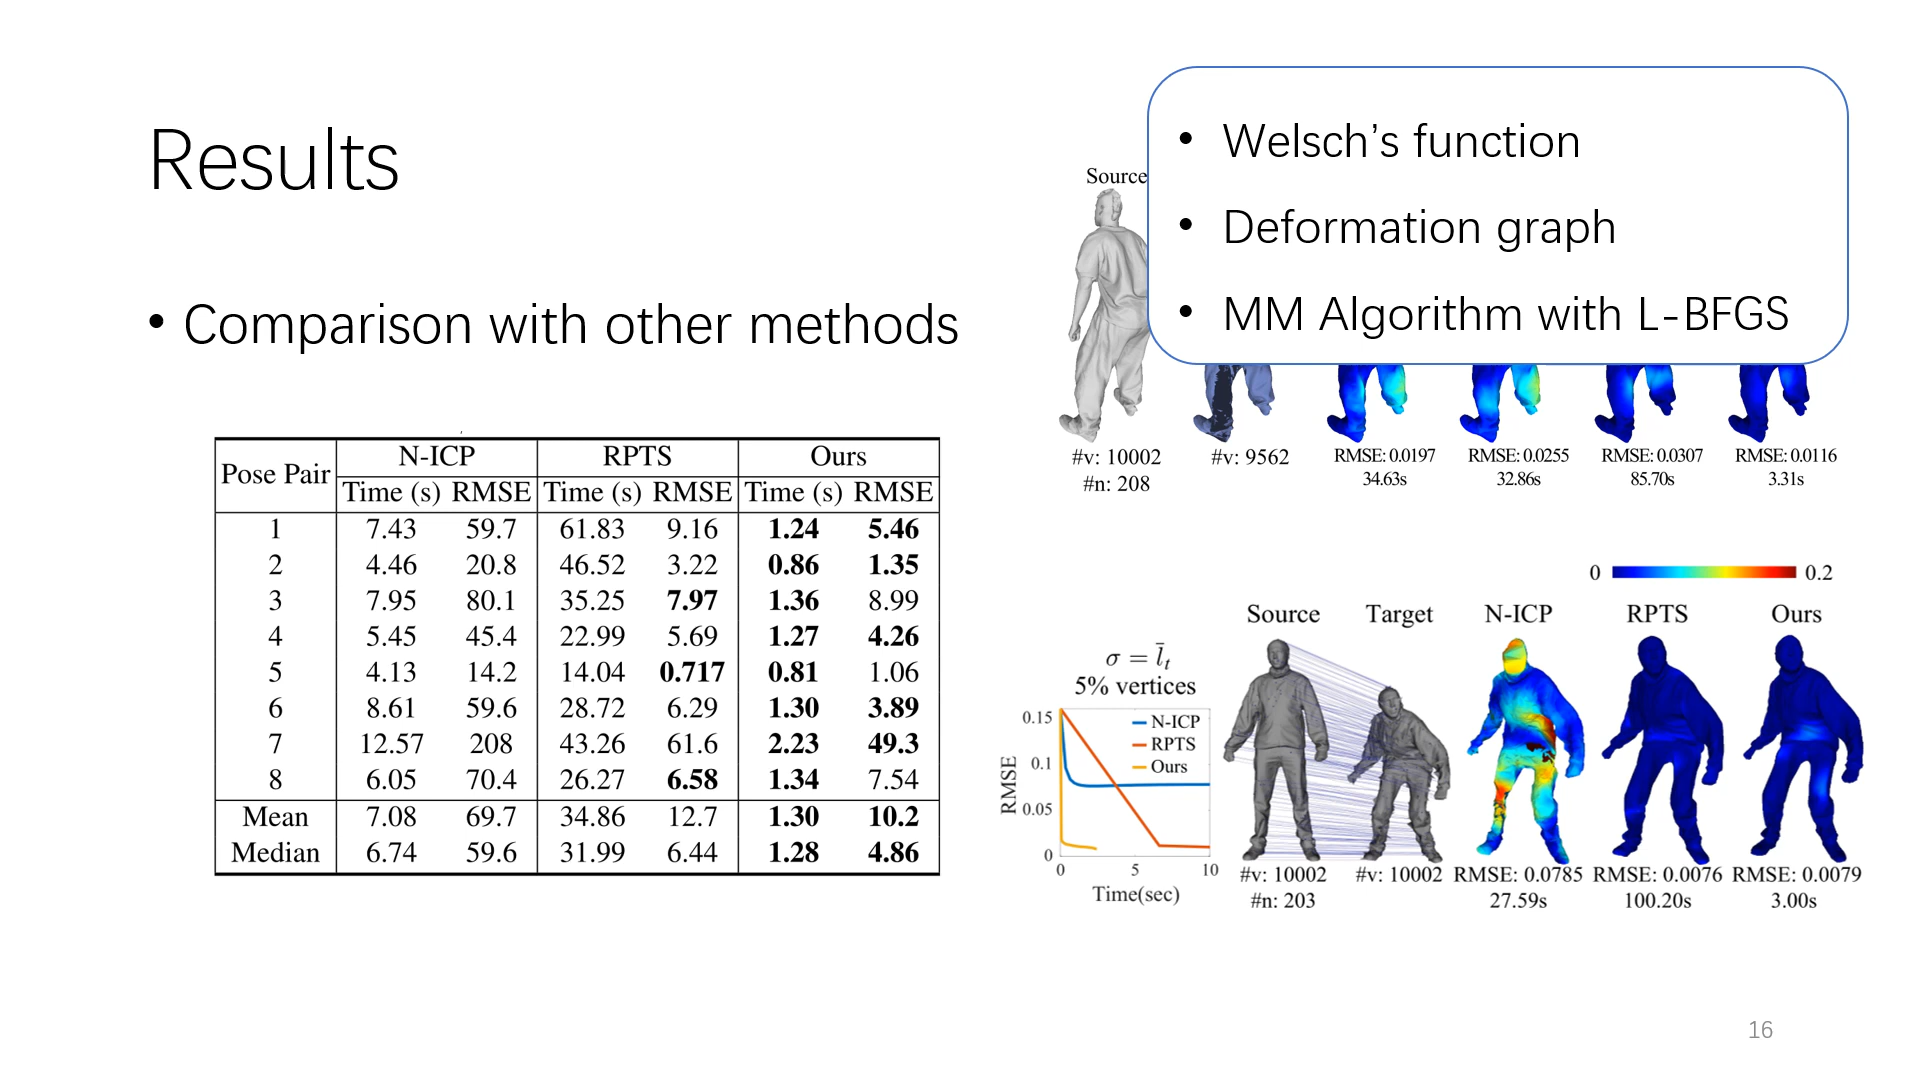 Results
• Comparison with other methods
• Welsch’s function
• Deformation graph
• MM Algorithm with L-BFGS
Source
#v: 10002
#n: 208
#v: 9562
RMSE: 0.0197
34.63s
RMSE: 0.0255
32.86s
RMSE: 0.0307
85.70s
RMSE: 0.0116
3.31s
Pose Pair N-ICP RPTS Ours
Time (s) RMSE Time (s) RMSE Time (s) RMSE
1 7.43 59.7 61.83 9.16 1.24 5.46
2 4.46 20.8 46.52 3.22 0.86 1.35
3 7.95 80.1 35.25 7.97 1.36 8.99
4 5.45 45.4 22.99 5.69 1.27 4.26
5 4.13 14.2 14.04 0.717 0.81 1.06
6 8.61 59.6 28.72 6.29 1.30 3.89
7 12.57 208 43.26 61.6 2.23 49.3
8 6.05 70.4 26.27 6.58 1.34 7.54
Mean 7.08 69.7 34.86 12.7 1.30 10.2
Median 6.74 59.6 31.99 6.44 1.28 4.86
0 0.2
Source Target N-ICP RPTS Ours
σ = l̄_t
5% vertices
N-ICP
RPTS
Ours
RMSE
0.15
0.1
0.05
0
0 5 10
Time(sec)
#v: 10002
#n: 203
#v: 10002
RMSE: 0.0785
27.59s
RMSE: 0.0076
100.20s
RMSE: 0.0079
3.00s
16